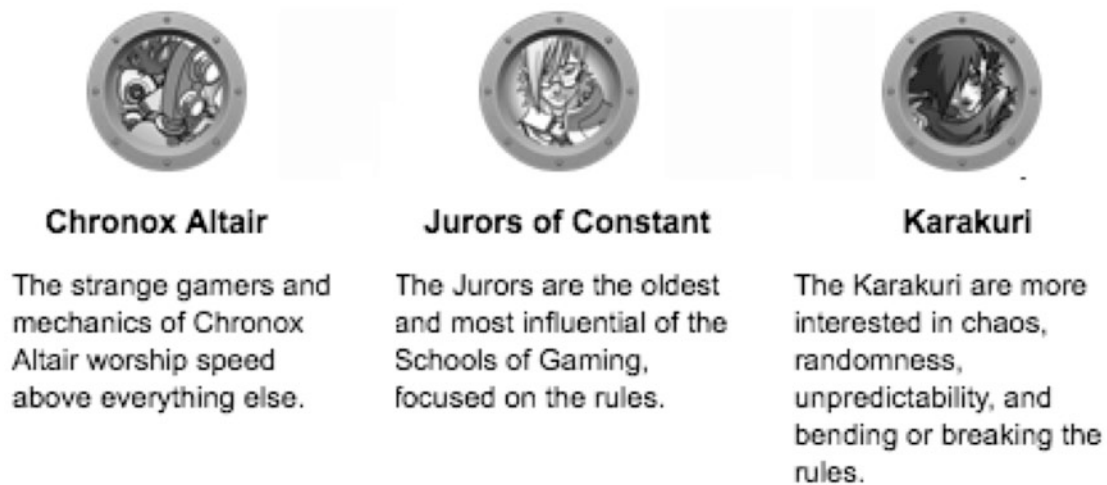 Chronox Altair
The strange gamers and
mechanics of Chronox
Altair worship speed
above everything else.
Jurors of Constant
The Jurors are the oldest
and most influential of the
Schools of Gaming,
focused on the rules.
Karakuri
The Karakuri are more
interested in chaos,
randomness,
unpredictability, and
bending or breaking the
rules.